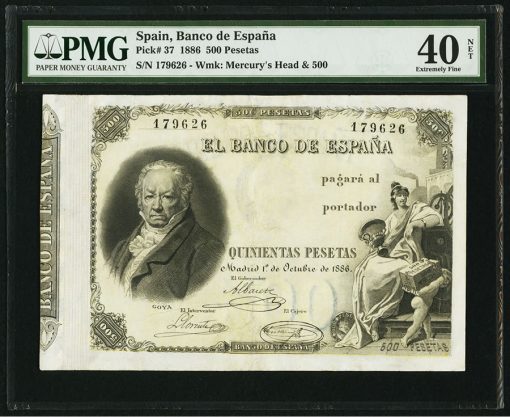 PMG
PAPER MONEY GUARANTY
Spain, Banco de España
Pick# 37 1886 500 Pesetas
S/N 179626 - Wmk: Mercury's Head & 500
40 NET
Extremely Fine
500 PESETAS
500
179626
179626
EL BANCO DE ESPAÑA
pagará al
portador
QUINIENTAS PESETAS
Madrid 1º de Octubre de 1886.
El Gobernador
GOYA
El Interventor
El Cajero
500
BANCO DE ESPAÑA
500 PESETAS
BANCO DE ESPAÑA